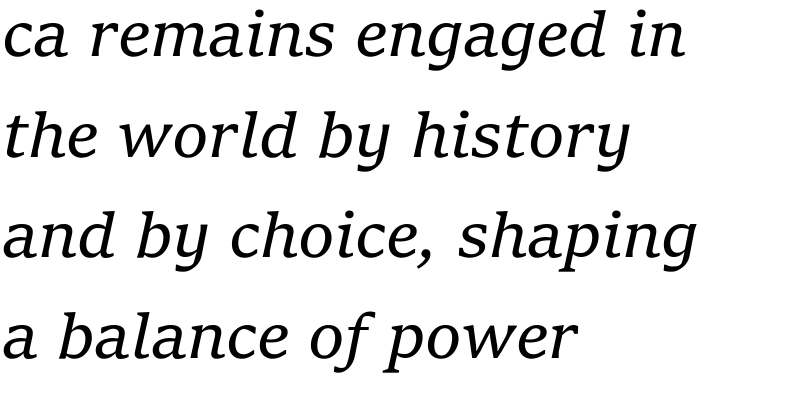 ca remains engaged in
the world by history
and by choice, shaping
a balance of power